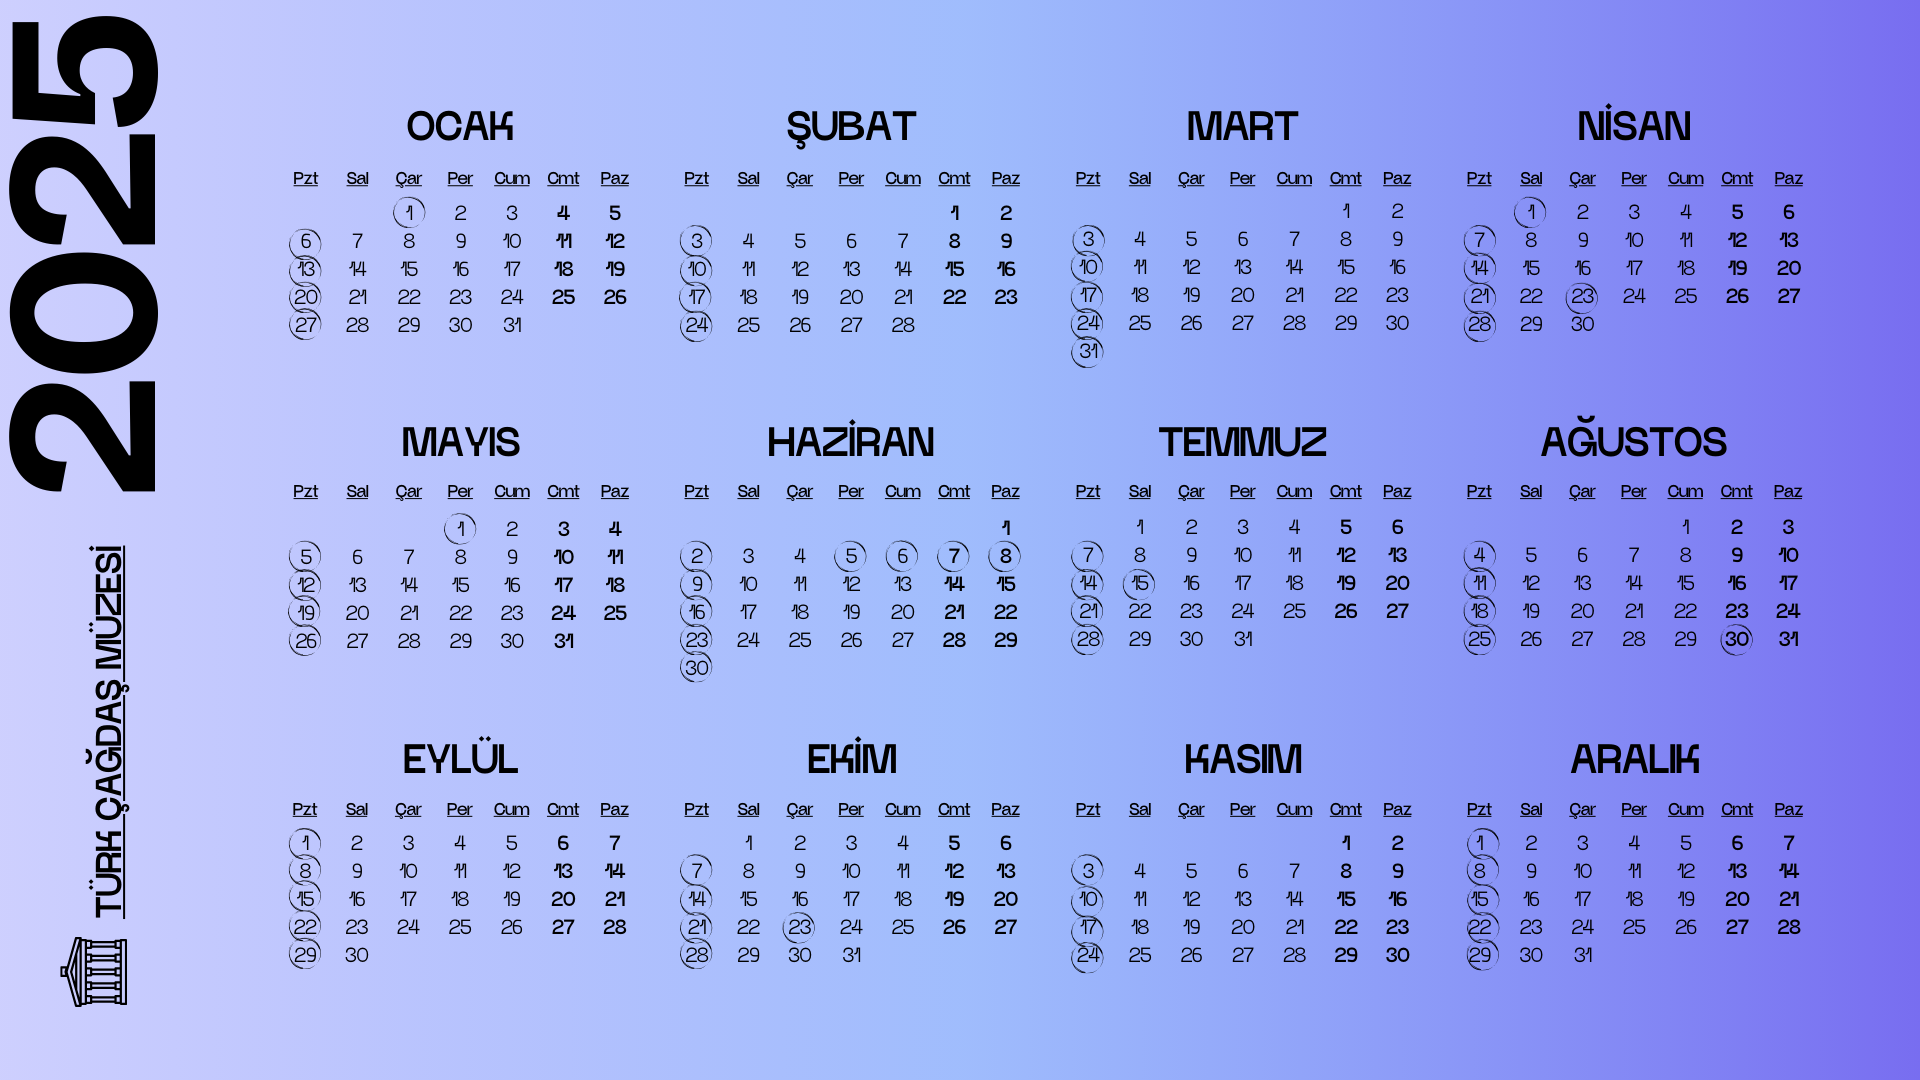 2025
TÜRK ÇAĞDAŞ MÜZESİ
OCAK
Pzt Sal Çar Per Cum Cmt Paz
1 2 3 4 5
6 7 8 9 10 11 12
13 14 15 16 17 18 19
20 21 22 23 24 25 26
27 28 29 30 31
ŞUBAT
Pzt Sal Çar Per Cum Cmt Paz
1 2
3 4 5 6 7 8 9
10 11 12 13 14 15 16
17 18 19 20 21 22 23
24 25 26 27 28
MART
Pzt Sal Çar Per Cum Cmt Paz
1 2
3 4 5 6 7 8 9
10 11 12 13 14 15 16
17 18 19 20 21 22 23
24 25 26 27 28 29 30
31
NİSAN
Pzt Sal Çar Per Cum Cmt Paz
1 2 3 4 5 6
7 8 9 10 11 12 13
14 15 16 17 18 19 20
21 22 23 24 25 26 27
28 29 30
MAYIS
Pzt Sal Çar Per Cum Cmt Paz
1 2 3 4
5 6 7 8 9 10 11
12 13 14 15 16 17 18
19 20 21 22 23 24 25
26 27 28 29 30 31
HAZİRAN
Pzt Sal Çar Per Cum Cmt Paz
1
2 3 4 5 6 7 8
9 10 11 12 13 14 15
16 17 18 19 20 21 22
23 24 25 26 27 28 29
30
TEMMUZ
Pzt Sal Çar Per Cum Cmt Paz
1 2 3 4 5 6
7 8 9 10 11 12 13
14 15 16 17 18 19 20
21 22 23 24 25 26 27
28 29 30 31
AĞUSTOS
Pzt Sal Çar Per Cum Cmt Paz
1 2 3
4 5 6 7 8 9 10
11 12 13 14 15 16 17
18 19 20 21 22 23 24
25 26 27 28 29 30 31
EYLÜL
Pzt Sal Çar Per Cum Cmt Paz
1 2 3 4 5 6 7
8 9 10 11 12 13 14
15 16 17 18 19 20 21
22 23 24 25 26 27 28
29 30
EKİM
Pzt Sal Çar Per Cum Cmt Paz
1 2 3 4 5 6
7 8 9 10 11 12 13
14 15 16 17 18 19 20
21 22 23 24 25 26 27
28 29 30 31
KASIM
Pzt Sal Çar Per Cum Cmt Paz
1 2
3 4 5 6 7 8 9
10 11 12 13 14 15 16
17 18 19 20 21 22 23
24 25 26 27 28 29 30
ARALIK
Pzt Sal Çar Per Cum Cmt Paz
1 2 3 4 5 6 7
8 9 10 11 12 13 14
15 16 17 18 19 20 21
22 23 24 25 26 27 28
29 30 31